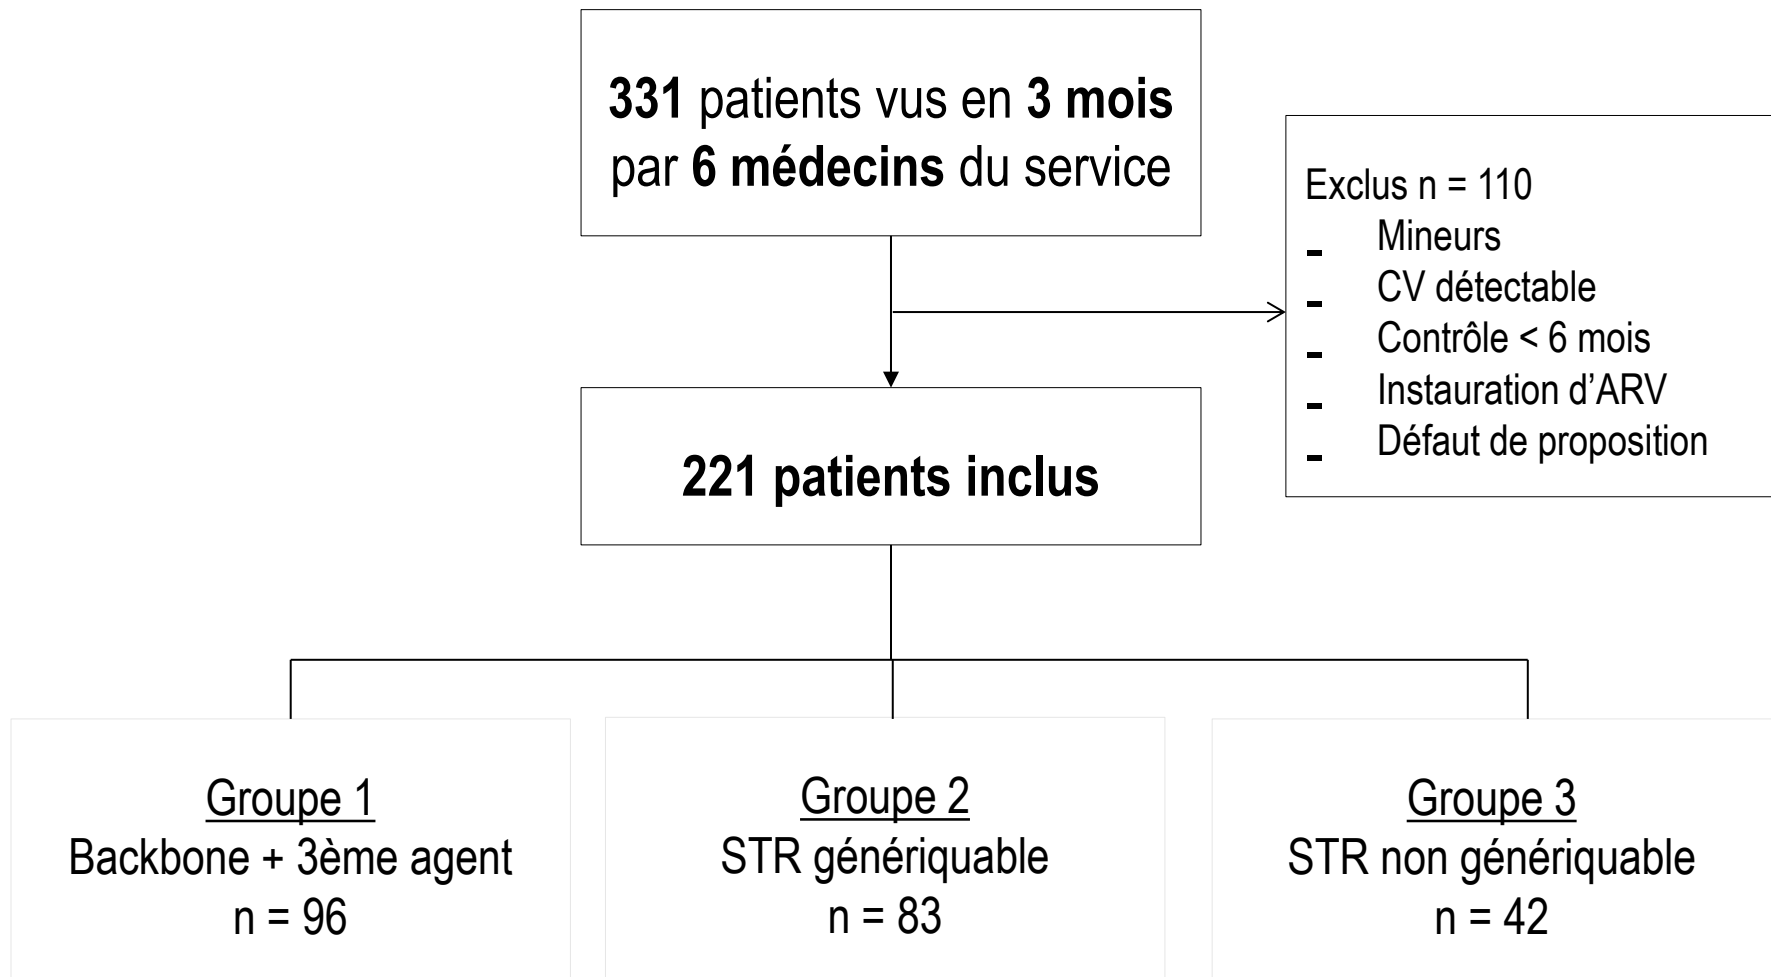 331 patients vus en 3 mois
par 6 médecins du service
Exclus n = 110
- Mineurs
- CV détectable
- Contrôle < 6 mois
- Instauration d’ARV
- Défaut de proposition
221 patients inclus
Groupe 1
Backbone + 3ème agent
n = 96
Groupe 2
STR génériquable
n = 83
Groupe 3
STR non génériquable
n = 42